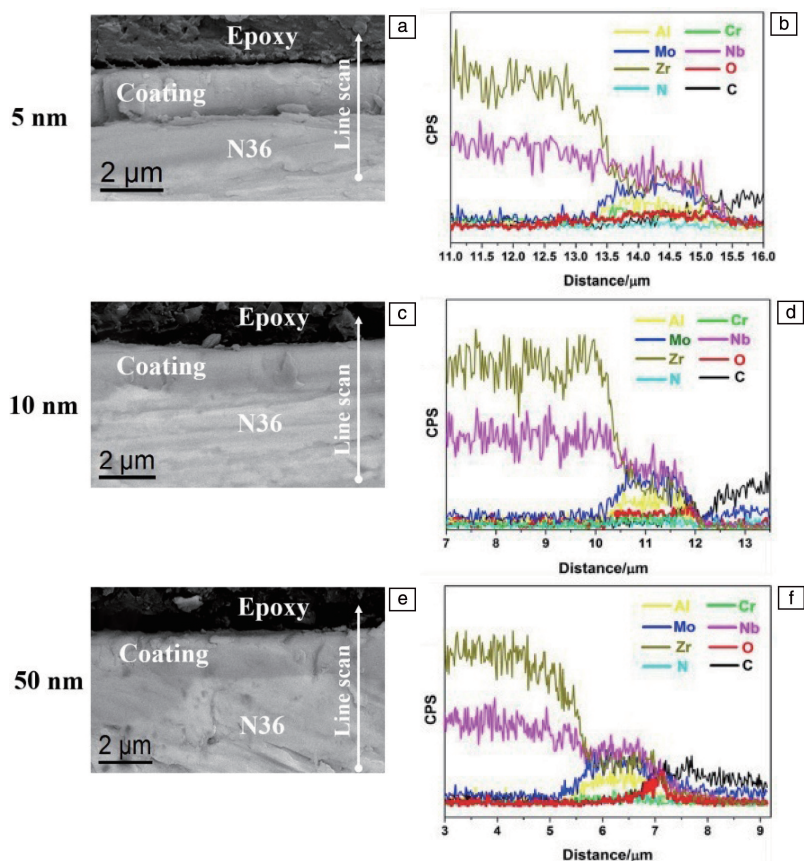 a
Epoxy
Coating
N36
Line scan
2 μm
5 nm
b
Al Cr
Mo Nb
Zr O
N C
CPS
11.0 11.5 12.0 12.5 13.0 13.5 14.0 14.5 15.0 15.5 16.0
Distance/μm
c
Epoxy
Coating
N36
Line scan
2 μm
10 nm
d
Al Cr
Mo Nb
Zr O
N C
CPS
7 8 9 10 11 12 13
Distance/μm
e
Epoxy
Coating
N36
Line scan
2 μm
50 nm
f
Al Cr
Mo Nb
Zr O
N C
CPS
3 4 5 6 7 8 9
Distance/μm